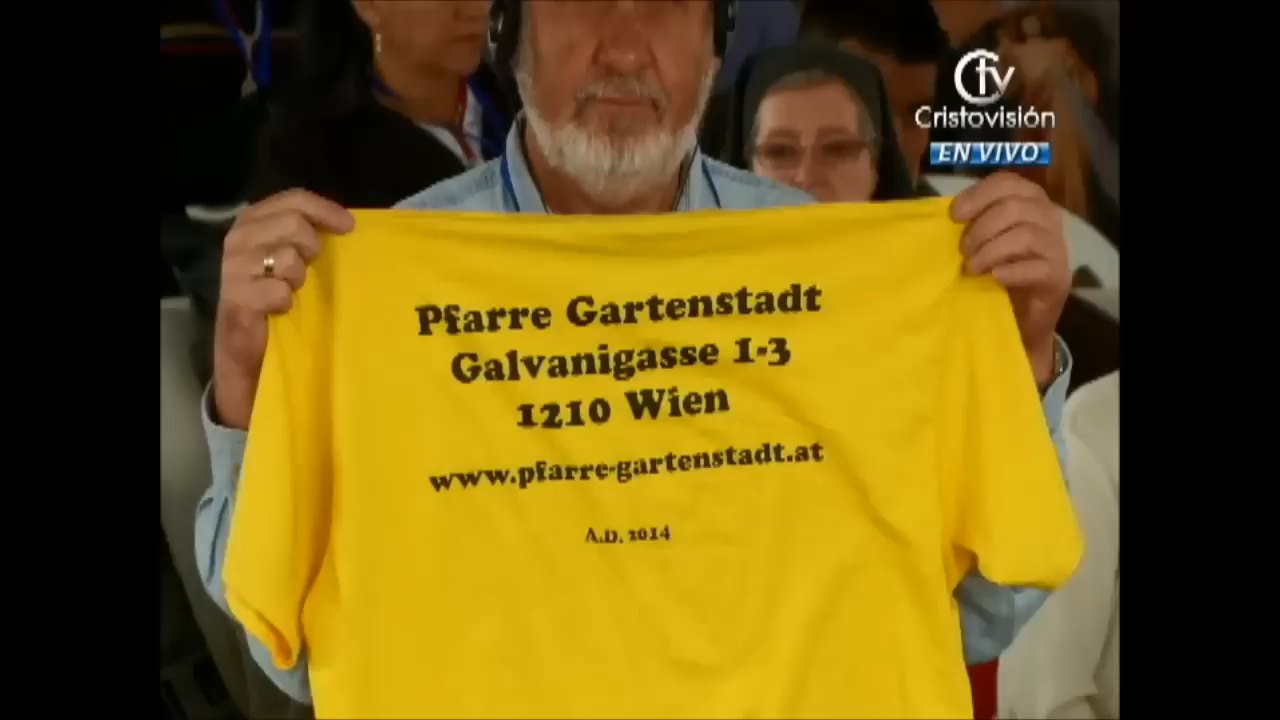 Cristovisión
EN VIVO
Pfarre Gartenstadt
Galvanigasse 1-3
1210 Wien
www.pfarre-gartenstadt.at
A.D. 2014